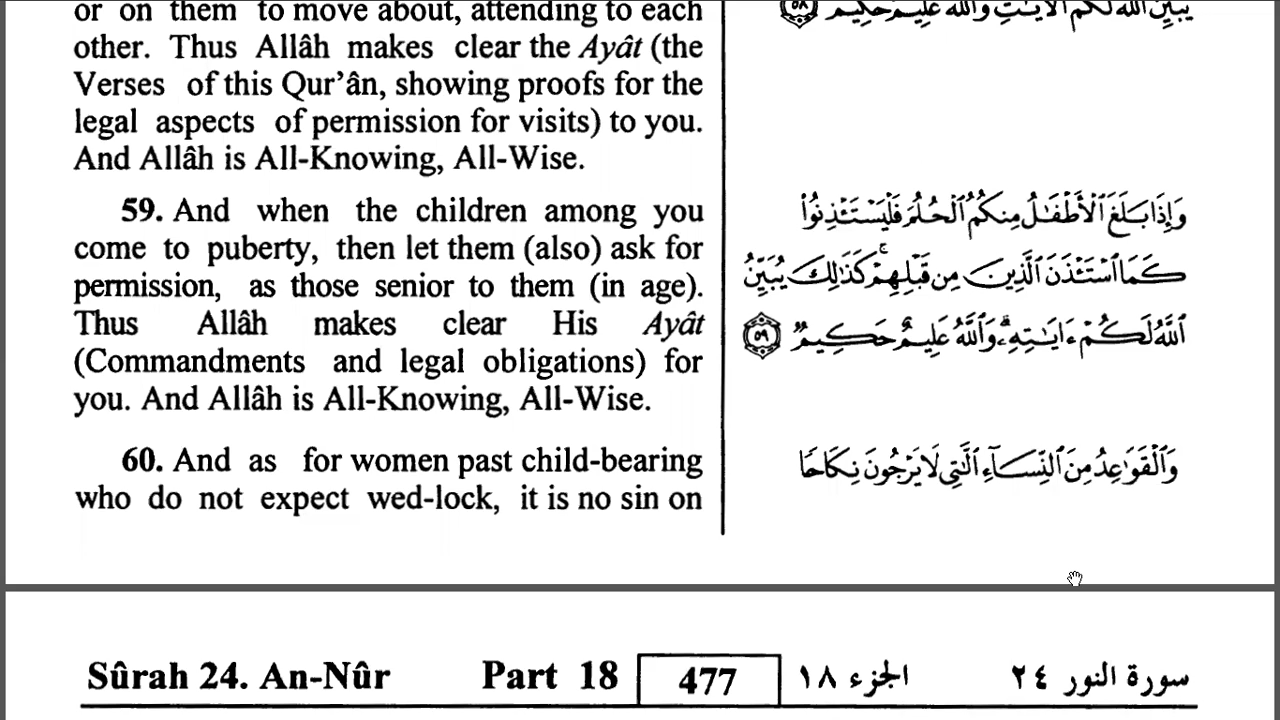 or on them to move about, attending to each
other. Thus Allâh makes clear the Ayât (the
Verses of this Qur’ân, showing proofs for the
legal aspects of permission for visits) to you.
And Allâh is All-Knowing, All-Wise.
يُبَيِّنُ ٱللَّهُ لَكُمُ ٱلْأَيَـٰتِ وَٱللَّهُ عَلِيمٌ حَكِيمٌ ٥٨
59. And when the children among you
come to puberty, then let them (also) ask for
permission, as those senior to them (in age).
Thus Allâh makes clear His Ayât
(Commandments and legal obligations) for
you. And Allâh is All-Knowing, All-Wise.
وَإِذَا بَلَغَ ٱلْأَطْفَـٰلُ مِنكُمُ ٱلْحُلُمَ فَلْيَسْتَـْٔذِنُوا۟
كَمَا ٱسْتَـْٔذَنَ ٱلَّذِينَ مِن قَبْلِهِمْ ۚ كَذَٰلِكَ يُبَيِّنُ
ٱللَّهُ لَكُمْ ءَايَـٰتِهِۦ ۗ وَٱللَّهُ عَلِيمٌ حَكِيمٌ ٥٩
60. And as for women past child-bearing
who do not expect wed-lock, it is no sin on
وَٱلْقَوَٰعِدُ مِنَ ٱلنِّسَآءِ ٱلَّـٰتِى لَا يَرْجُونَ نِكَاحًا
Sûrah 24. An-Nûr Part 18 477 الجزء ١٨ سورة النور ٢٤